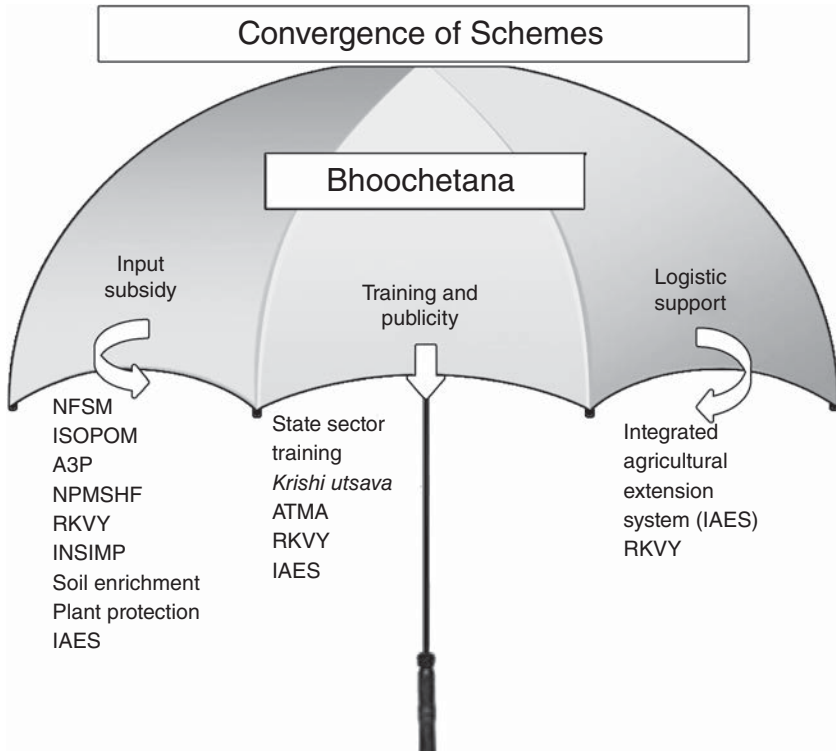 Convergence of Schemes
Bhoochetana
Input
subsidy
NFSM
ISOPOM
A3P
NPMSHF
RKVY
INSIMP
Soil enrichment
Plant protection
IAES
Training and
publicity
State sector
training
Krishi utsava
ATMA
RKVY
IAES
Logistic
support
Integrated
agricultural
extension
system (IAES)
RKVY